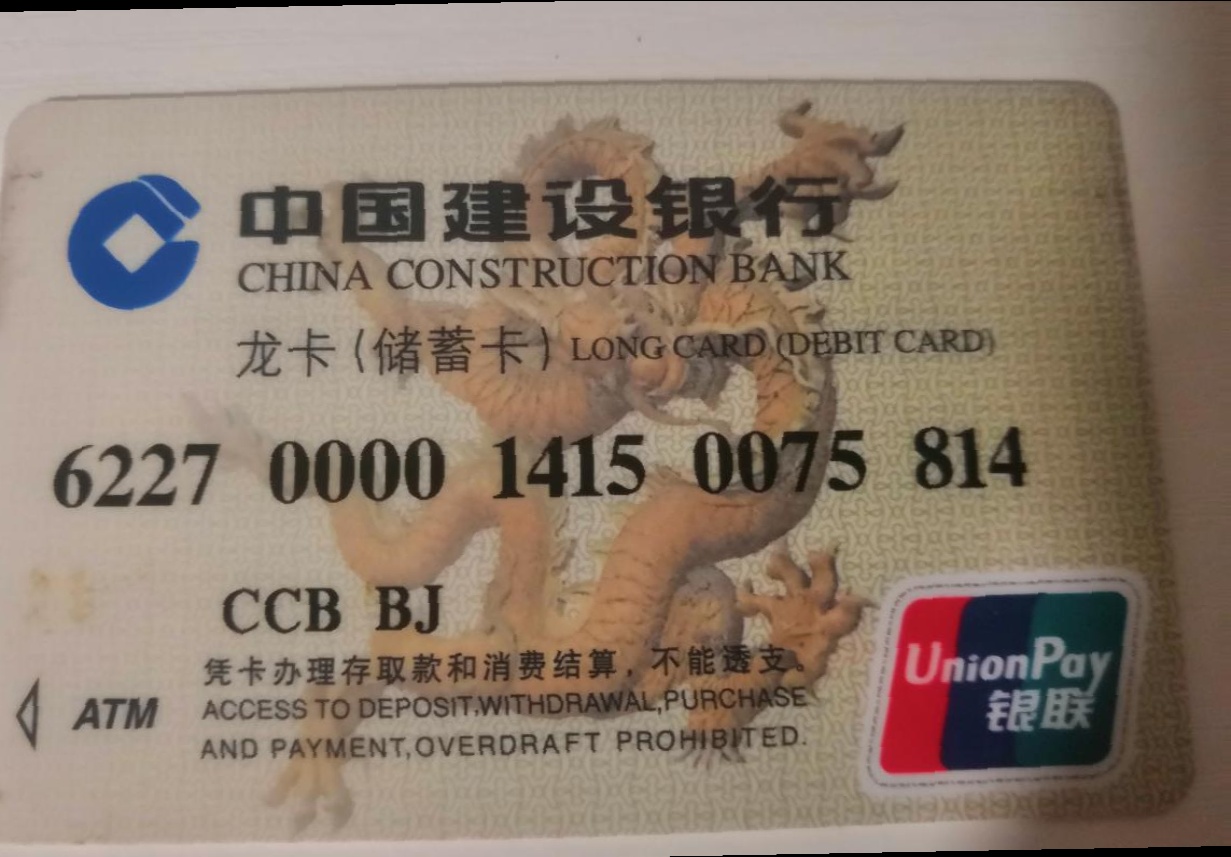 中国建设银行
CHINA CONSTRUCTION BANK
龙卡(储蓄卡) LONG CARD (DEBIT CARD)
6227 0000 1415 0075 814
CCB BJ
凭卡办理存取款和消费结算，不能透支。
ATM
ACCESS TO DEPOSIT,WITHDRAWAL,PURCHASE
AND PAYMENT,OVERDRAFT PROHIBITED.
UnionPay
银联